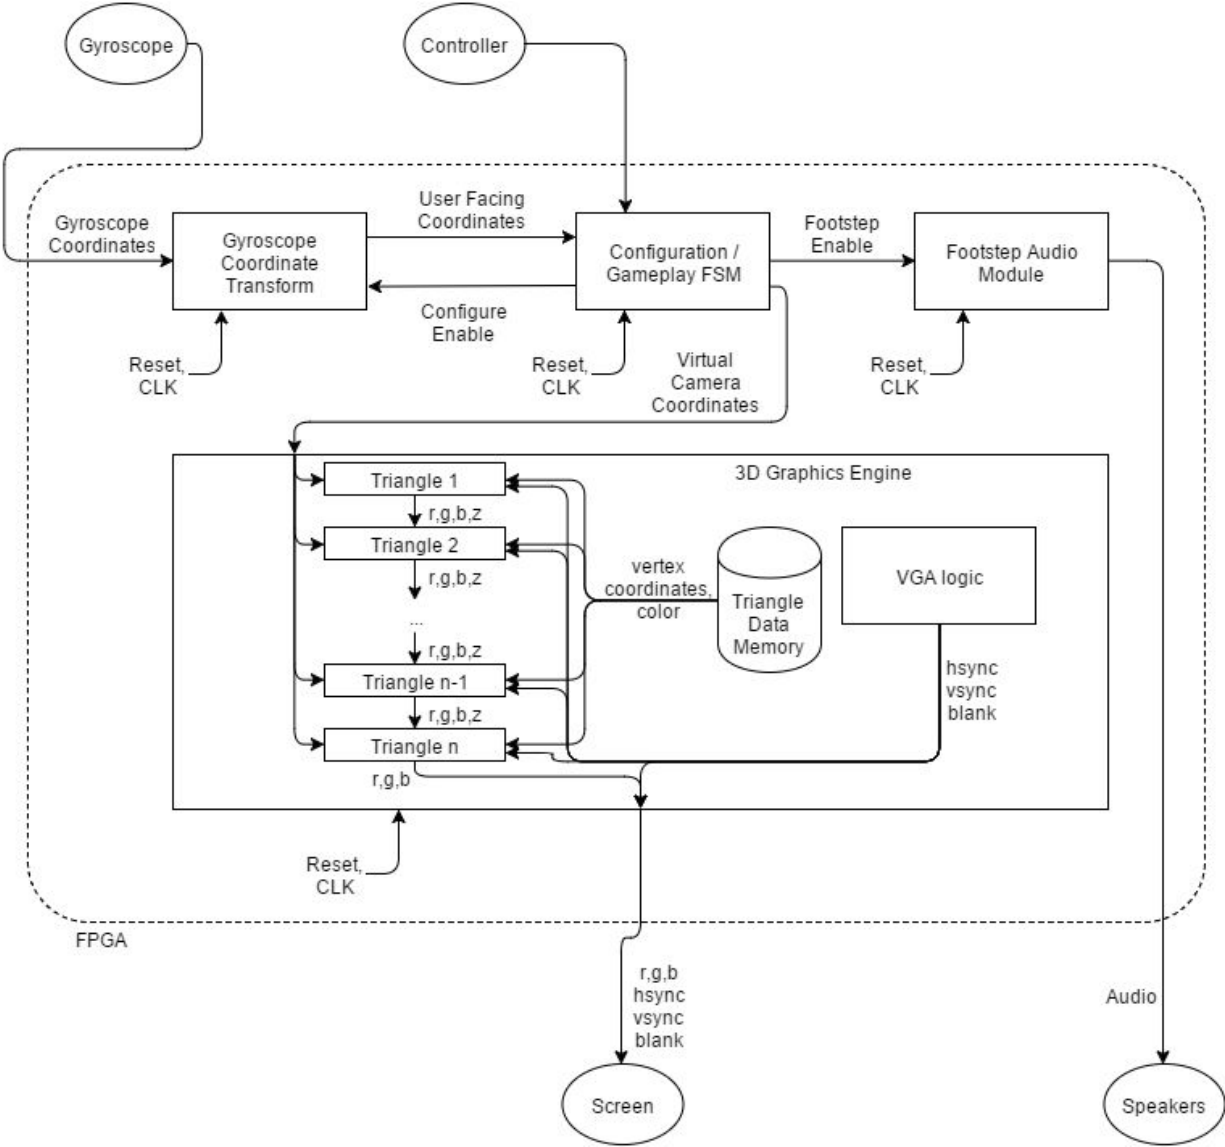 Gyroscope
Controller
Gyroscope
Coordinates
Gyroscope
Coordinate
Transform
User Facing
Coordinates
Configure
Enable
Configuration /
Gameplay FSM
Footstep
Enable
Footstep Audio
Module
Reset,
CLK
Reset,
CLK
Virtual
Camera
Coordinates
Reset,
CLK
3D Graphics Engine
Triangle 1
r,g,b,z
Triangle 2
r,g,b,z
...
r,g,b,z
Triangle n-1
r,g,b,z
Triangle n
r,g,b
vertex
coordinates,
color
Triangle
Data
Memory
VGA logic
hsync
vsync
blank
Reset,
CLK
FPGA
r,g,b
hsync
vsync
blank
Audio
Screen
Speakers